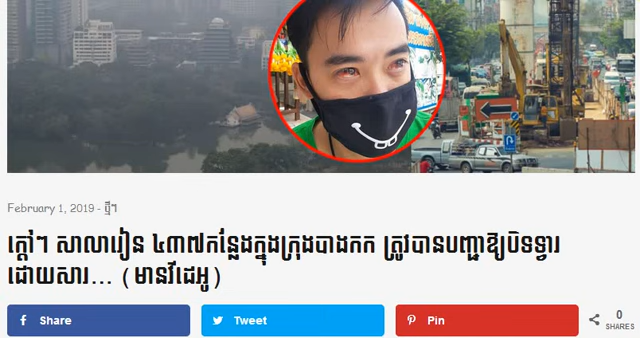 February 1, 2019 - ថ្មីៗ
ក្ដៅៗ សាលារៀន ៤៣៧កន្លែងក្នុងក្រុងបាងកក ត្រូវបានបញ្ជាឱ្យបិទទ្វារ
ដោយសារ... (មានវីដេអូ)
Share
Tweet
Pin
0
SHARES